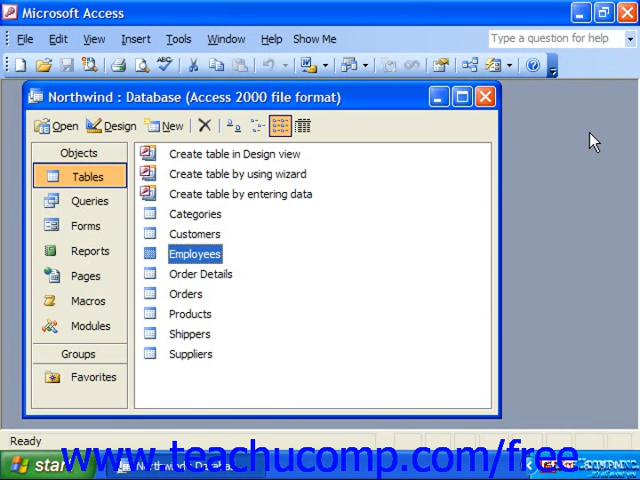 Microsoft Access
File Edit View Insert Tools Window Help Show Me
Type a question for help
Northwind : Database (Access 2000 file format)
Open Design New
Objects
Tables
Queries
Forms
Reports
Pages
Macros
Modules
Groups
Favorites
Create table in Design view
Create table by using wizard
Create table by entering data
Categories
Customers
Employees
Order Details
Orders
Products
Shippers
Suppliers
Ready
start
www.teachucomp.com/free